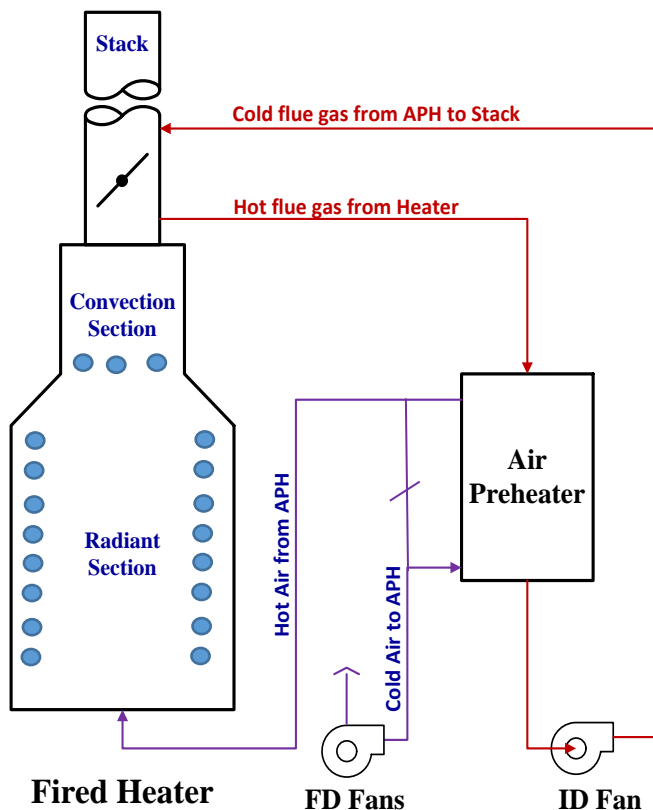 Stack
Cold flue gas from APH to Stack
Hot flue gas from Heater
Convection
Section
Air
Preheater
Radiant
Section
Hot Air from APH
Cold Air to APH
Fired Heater
FD Fans
ID Fan